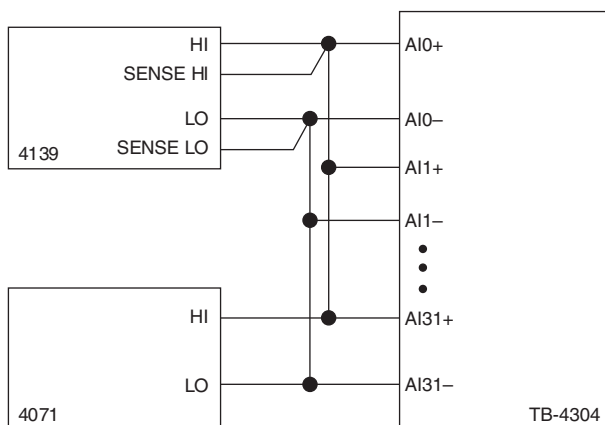 HI
AI0+
SENSE HI
LO
AI0–
4139
SENSE LO
AI1+
AI1–
HI
AI31+
LO
AI31–
4071
TB-4304